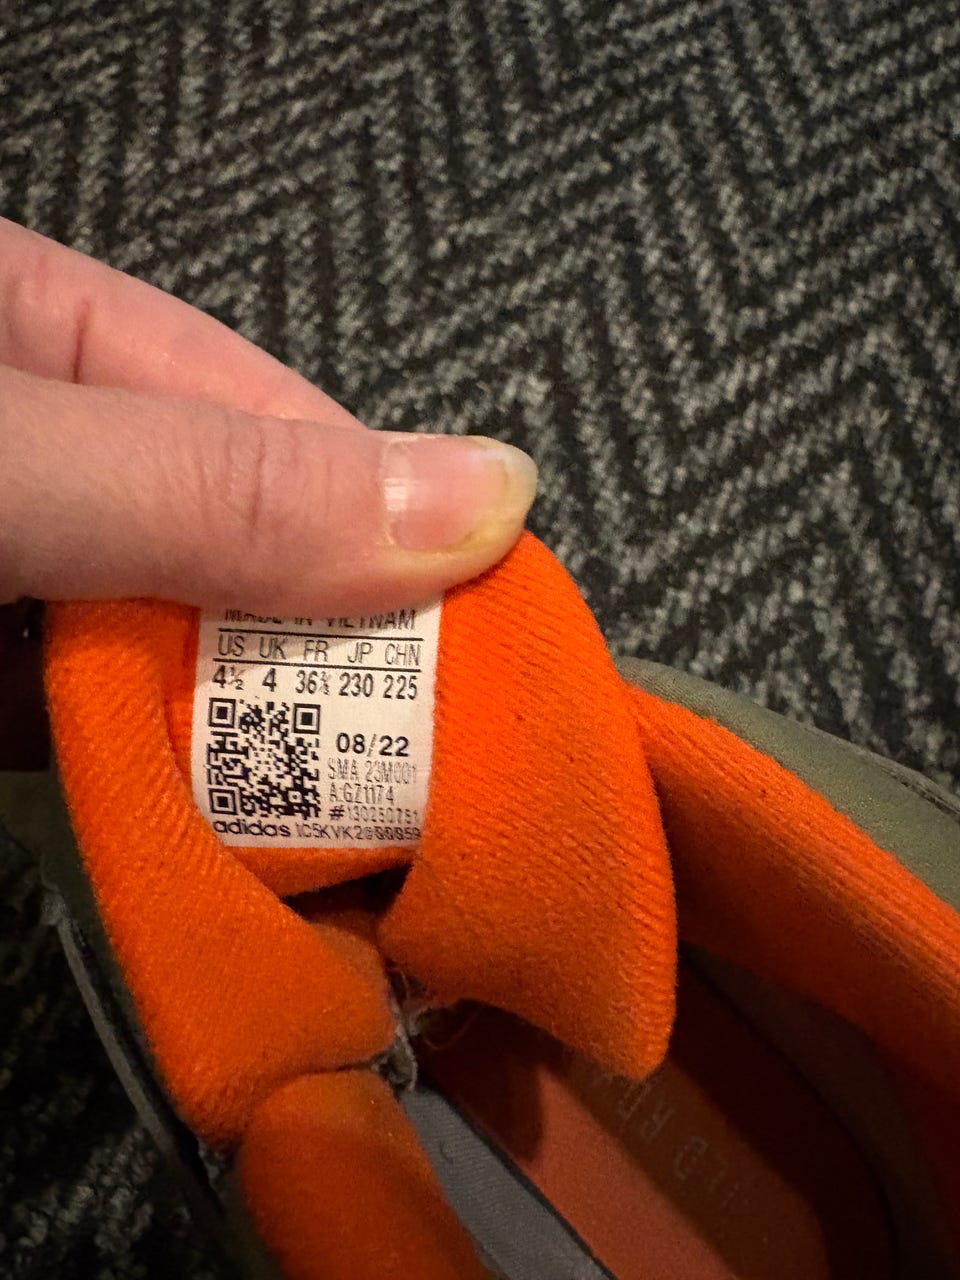 MADE IN VIETNAM
US UK FR JP CHN
4½ 4 36⅔ 230 225
08/22
SMA 23M001
A:GZ1174
#130250751
adidas